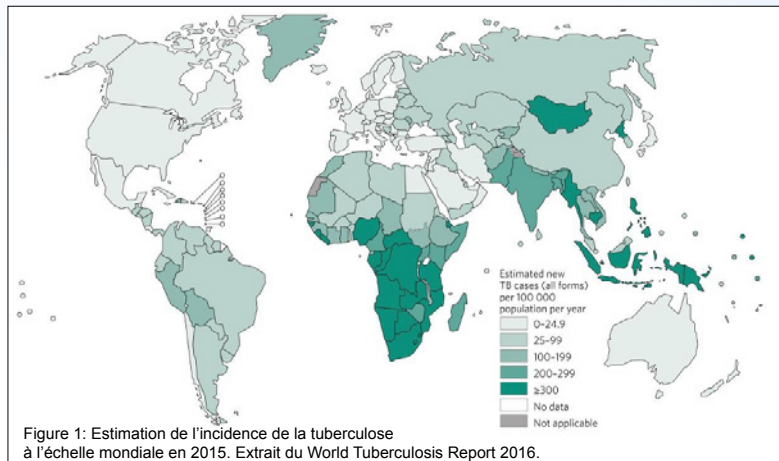 Estimated new
TB cases (all forms)
per 100 000
population per year
0–24.9
25–99
100–199
200–299
≥300
No data
Not applicable
Figure 1: Estimation de l’incidence de la tuberculose
à l’échelle mondiale en 2015. Extrait du World Tuberculosis Report 2016.